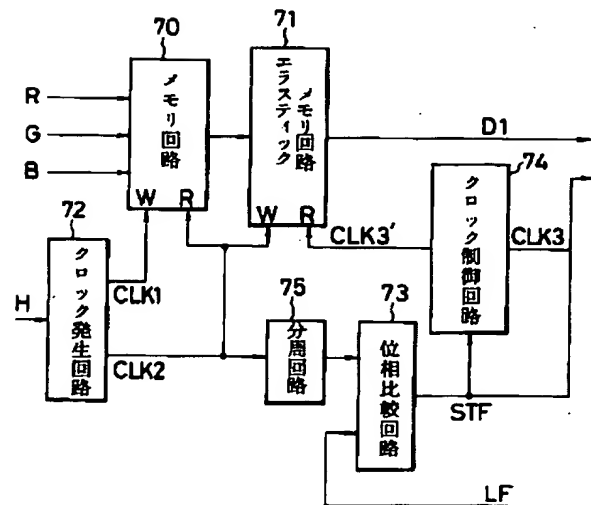 70
71
R
G
B
メモリ回路
W
R
エラスティック
メモリ回路
W
R
D1
74
クロック制御回路
CLK3'
CLK3
72
H
クロック発生回路
CLK1
CLK2
75
分周回路
73
位相比較回路
STF
LF